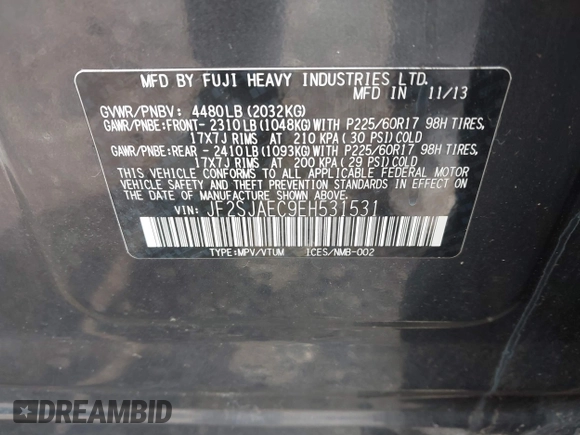 MFD BY FUJI HEAVY INDUSTRIES LTD.
MFD IN 11/13
GVWR/PNBV: 4480LB (2032KG)
GAWR/PNBE:FRONT- 2310LB (1048KG)WITH P225/60R17 98H TIRES,
17X7J RIMS AT 210 KPA ( 30 PSI)COLD
GAWR/PNBE:REAR - 2410LB (1093KG)WITH P225/60R17 98H TIRES,
17X7J RIMS AT 200 KPA ( 29 PSI)COLD
THIS VEHICLE CONFORMS TO ALL APPLICABLE FEDERAL MOTOR
VEHICLE SAFETY AND THEFT PREVENTION STANDARDS IN
EFFECT ON THE DATE OF MANUFACTURE SHOWN ABOVE.
VIN: JF2SJAEC9EH531531
TYPE:MPV/VTUM ICES/NMB-002
DREAMBID